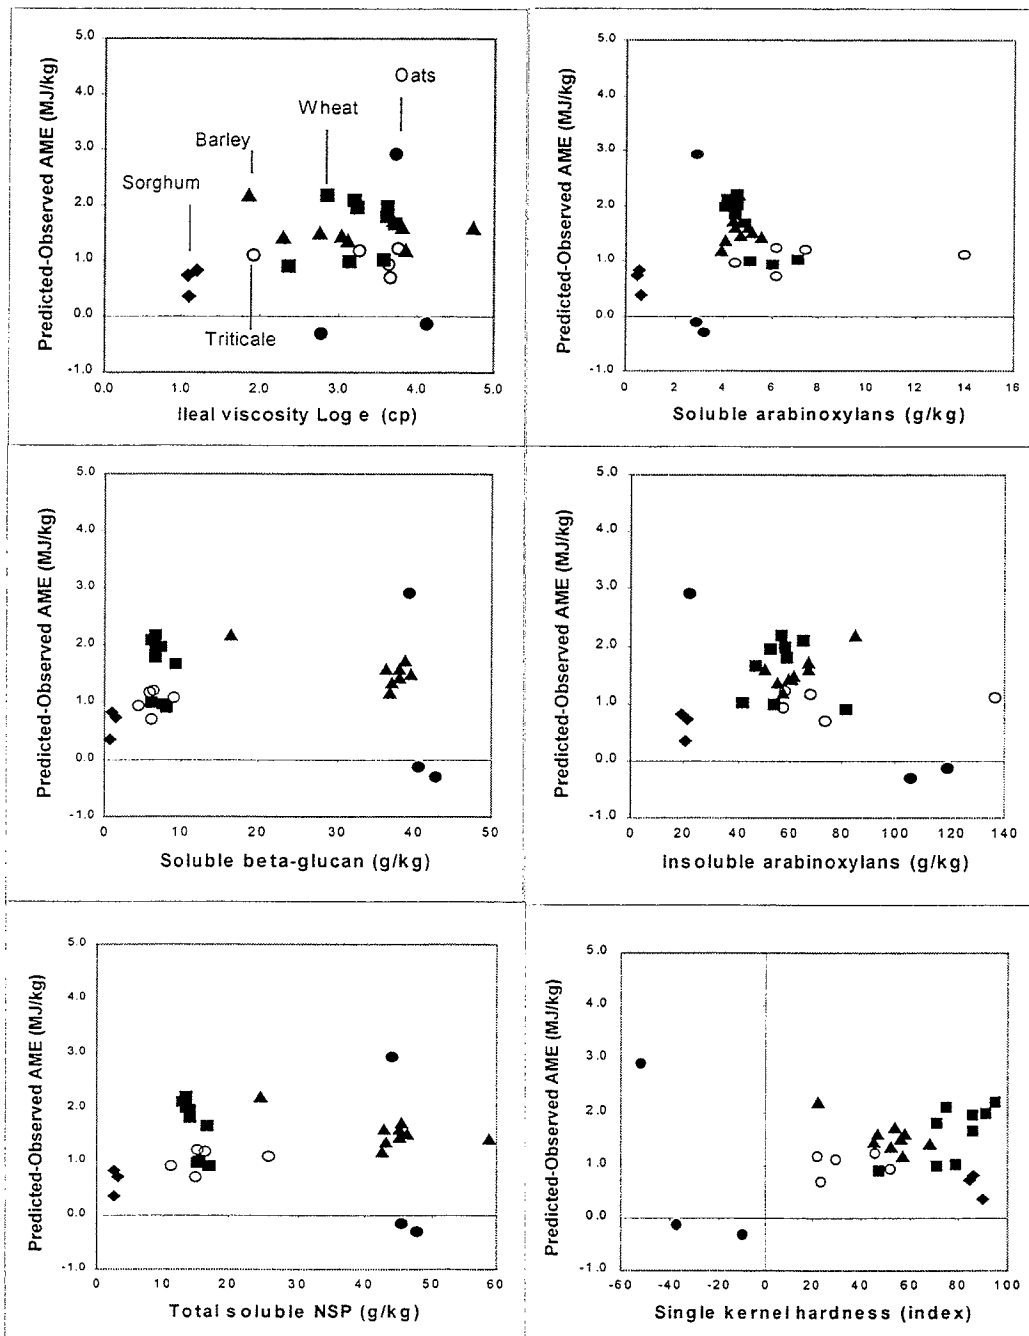 5.0
4.0
3.0
2.0
1.0
0.0
-1.0
Predicted-Observed AME (MJ/kg)
Oats
Wheat
Barley
Sorghum
Triticale
0.0 1.0 2.0 3.0 4.0 5.0
Ileal viscosity Log e (cp)
5.0
4.0
3.0
2.0
1.0
0.0
-1.0
Predicted-Observed AME (MJ/kg)
0 2 4 6 8 10 12 14 16
Soluble arabinoxylans (g/kg)
5.0
4.0
3.0
2.0
1.0
0.0
-1.0
Predicted-Observed AME (MJ/kg)
0 10 20 30 40 50
Soluble beta-glucan (g/kg)
5.0
4.0
3.0
2.0
1.0
0.0
-1.0
Predicted-Observed AME (MJ/kg)
0 20 40 60 80 100 120 140
Insoluble arabinoxylans (g/kg)
5.0
4.0
3.0
2.0
1.0
0.0
-1.0
Predicted-Observed AME (MJ/kg)
0 10 20 30 40 50 60
Total soluble NSP (g/kg)
5.0
4.0
3.0
2.0
1.0
0.0
-1.0
Predicted-Observed AME (MJ/kg)
-60 -40 -20 0 20 40 60 80 100
Single kernel hardness (index)